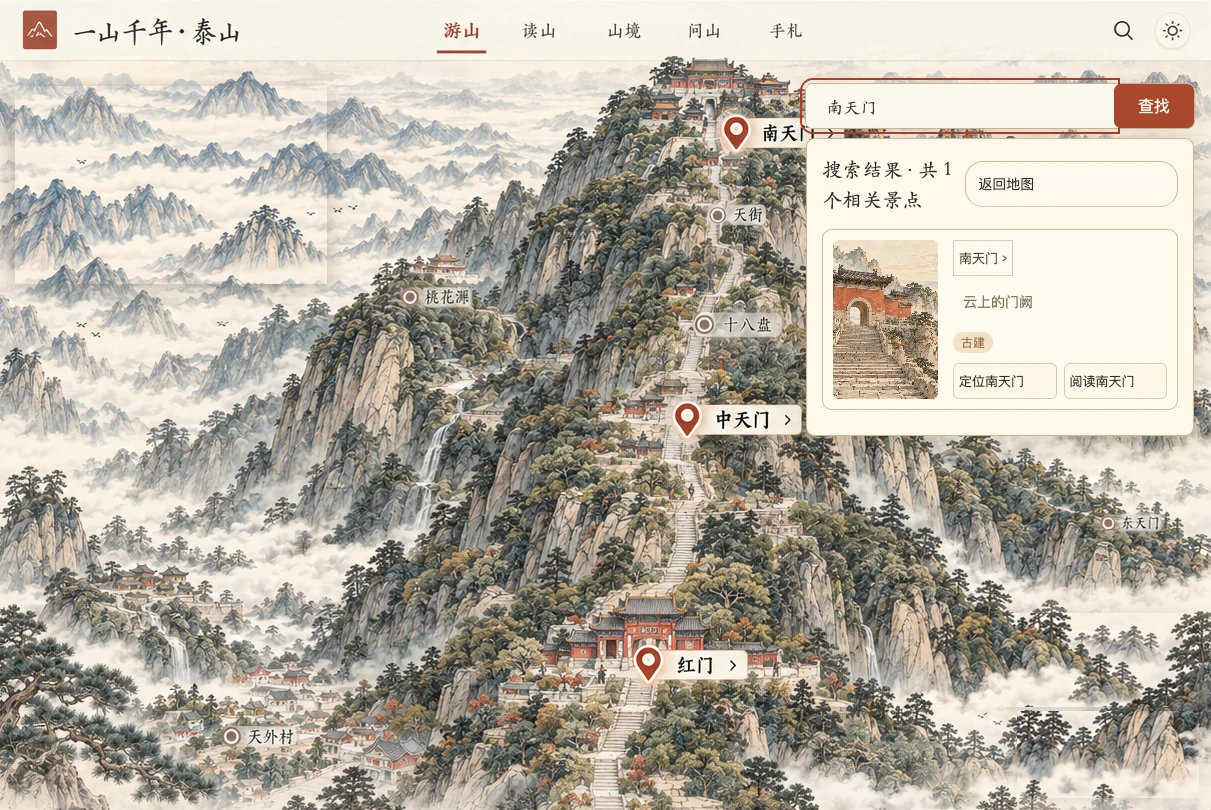 一山千年·泰山
游山
读山
山境
问山
手札
南天门
查找
南天门 ›
搜索结果 · 共 1
个相关景点
返回地图
南天门 ›
云上的门阙
古建
定位南天门
阅读南天门
天街
桃花源
十八盘
中天门 ›
东天门
红门 ›
天外村